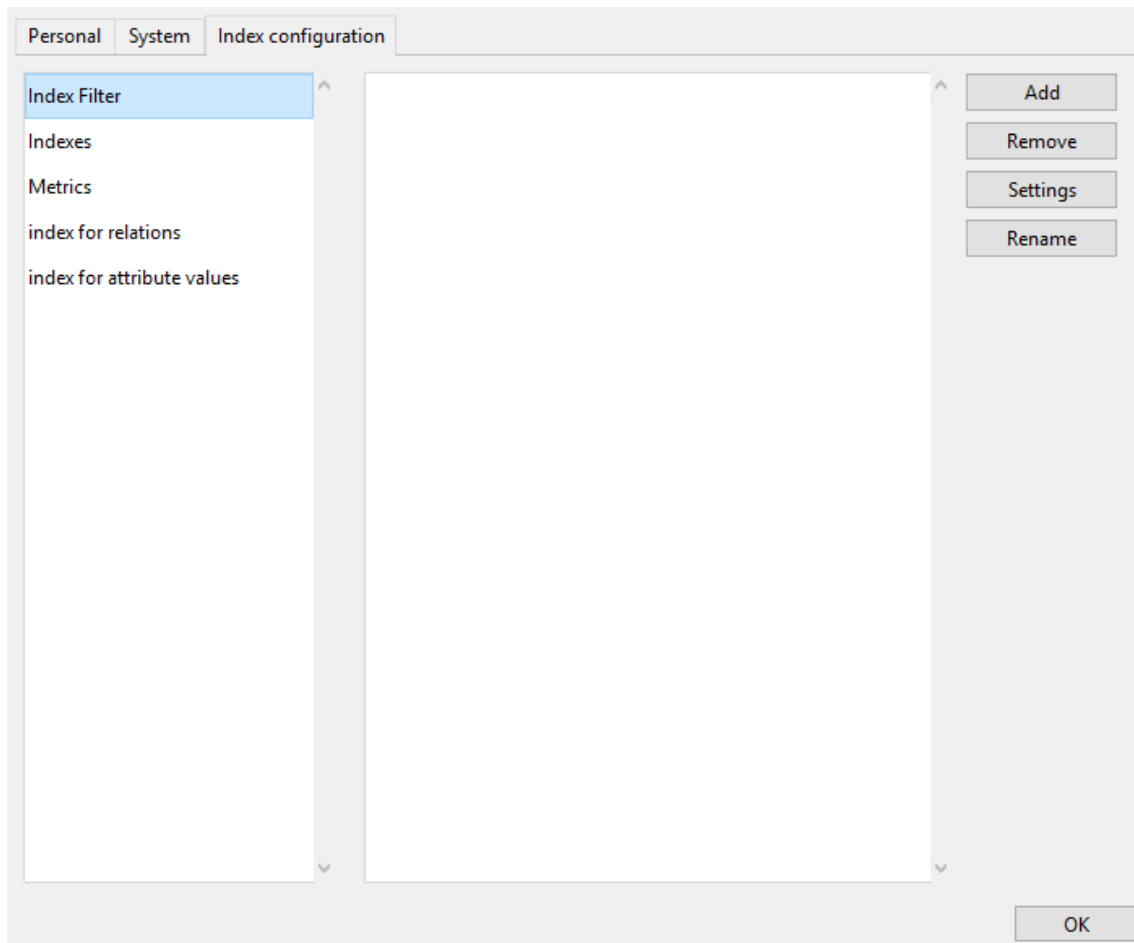 Personal System Index configuration
Index Filter
Indexes
Metrics
index for relations
index for attribute values
Add
Remove
Settings
Rename
OK